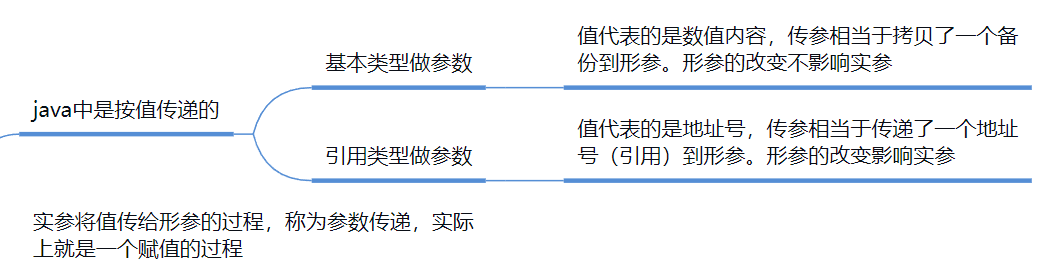 java中是按值传递的
基本类型做参数
值代表的是数值内容，传参相当于拷贝了一个备
份到形参。形参的改变不影响实参
引用类型做参数
值代表的是地址号，传参相当于传递了一个地址
号（引用）到形参。形参的改变影响实参
实参将值传给形参的过程，称为参数传递，实际
上就是一个赋值的过程